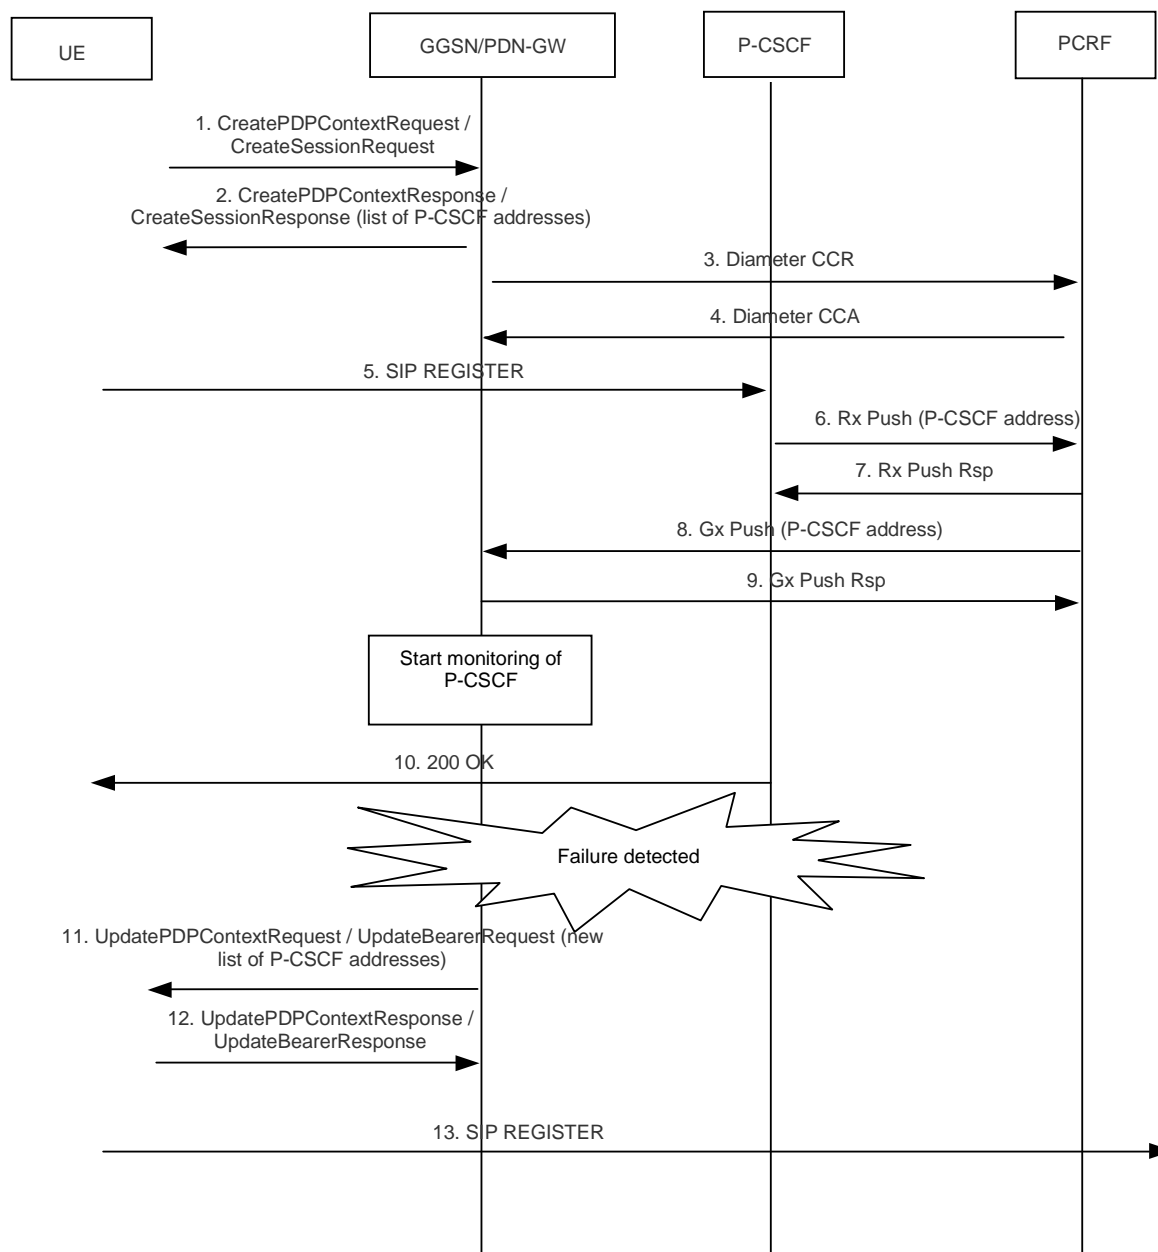 UE
GGSN/PDN-GW
P-CSCF
PCRF
1. CreatePDPContextRequest /
CreateSessionRequest
2. CreatePDPContextResponse /
CreateSessionResponse (list of P-CSCF addresses)
3. Diameter CCR
4. Diameter CCA
5. SIP REGISTER
6. Rx Push (P-CSCF address)
7. Rx Push Rsp
8. Gx Push (P-CSCF address)
9. Gx Push Rsp
Start monitoring of
P-CSCF
10. 200 OK
Failure detected
11. UpdatePDPContextRequest / UpdateBearerRequest (new
list of P-CSCF addresses)
12. UpdatePDPContextResponse /
UpdateBearerResponse
13. SIP REGISTER